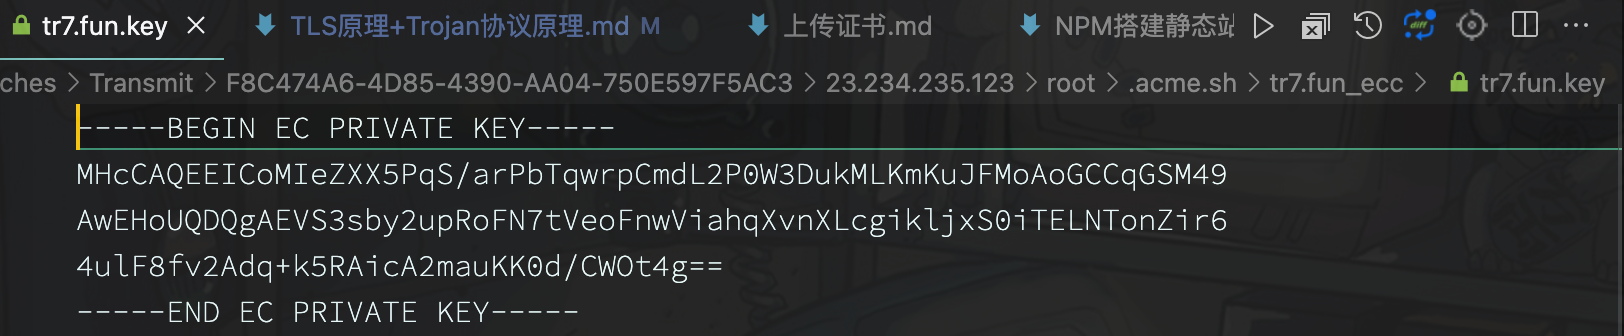 tr7.fun.key TLS原理+Trojan协议原理.md M 上传证书.md NPM搭建静态站
ches > Transmit > F8C474A6-4D85-4390-AA04-750E597F5AC3 > 23.234.235.123 > root > .acme.sh > tr7.fun_ecc > tr7.fun.key
-----BEGIN EC PRIVATE KEY-----
MHcCAQEEICoMIeZXX5PqS/arPbTqwrpCmdL2P0W3DukMLKmKuJFMoAoGCCqGSM49
AwEHoUQDQgAEVS3sby2upRoFN7tVeoFnwViahqXvnXLcgikljxS0iTELNTonZir6
4ulF8fv2Adq+k5RAicA2mauKK0d/CWOt4g==
-----END EC PRIVATE KEY-----